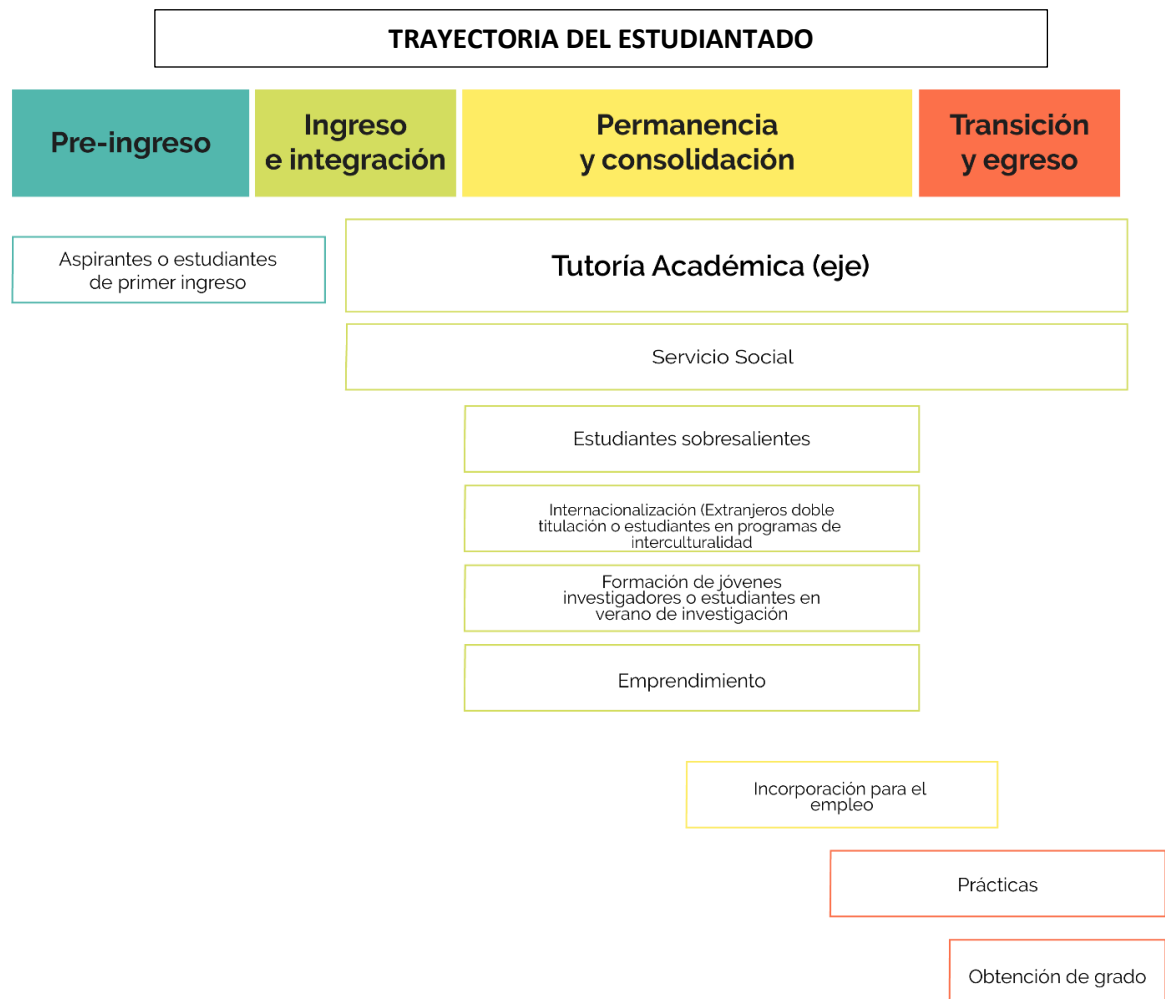 TRAYECTORIA DEL ESTUDIANTADO
Pre-ingreso
Ingreso
e integración
Permanencia
y consolidación
Transición
y egreso
Aspirantes o estudiantes
de primer ingreso
Tutoría Académica (eje)
Servicio Social
Estudiantes sobresalientes
Internacionalización (Extranjeros doble
titulación o estudiantes en programas de
interculturalidad
Formación de jóvenes
investigadores o estudiantes en
verano de investigación
Emprendimiento
Incorporación para el
empleo
Prácticas
Obtención de grado